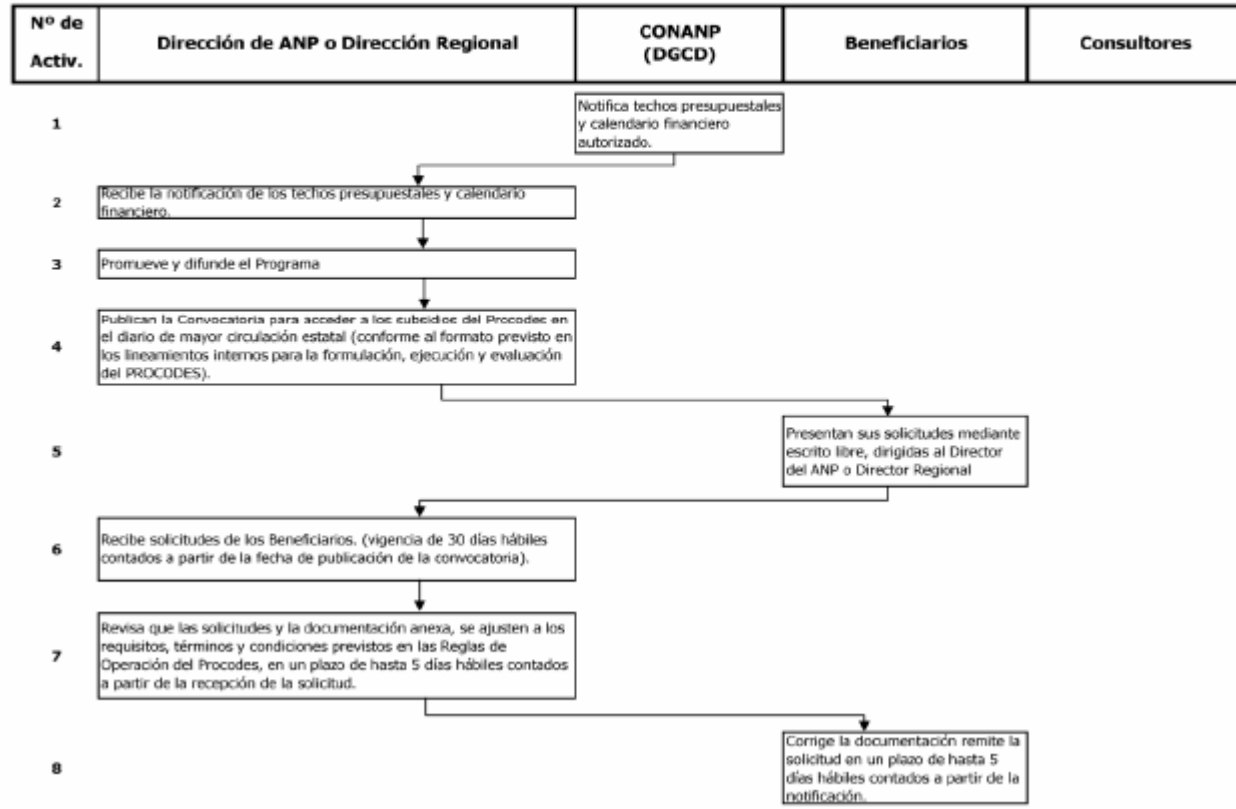 Nº de
Activ.
Dirección de ANP o Dirección Regional
CONANP
(DGCD)
Beneficiarios
Consultores
1
Notifica techos presupuestales
y calendario financiero
autorizado.
2
Recibe la notificación de los techos presupuestales y calendario
financiero.
3
Promueve y difunde el Programa
4
Publican la Convocatoria para acceder a los subsidios del Procodes en
el diario de mayor circulación estatal (conforme al formato previsto en
los lineamientos internos para la formulación, ejecución y evaluación
del PROCODES).
5
Presentan sus solicitudes mediante
escrito libre, dirigidas al Director
del ANP o Director Regional
6
Recibe solicitudes de los Beneficiarios. (vigencia de 30 días hábiles
contados a partir de la fecha de publicación de la convocatoria).
7
Revisa que las solicitudes y la documentación anexa, se ajusten a los
requisitos, términos y condiciones previstos en las Reglas de
Operación del Procodes, en un plazo de hasta 5 días hábiles contados
a partir de la recepción de la solicitud.
8
Corrige la documentación remite la
solicitud en un plazo de hasta 5
días hábiles contados a partir de la
notificación.